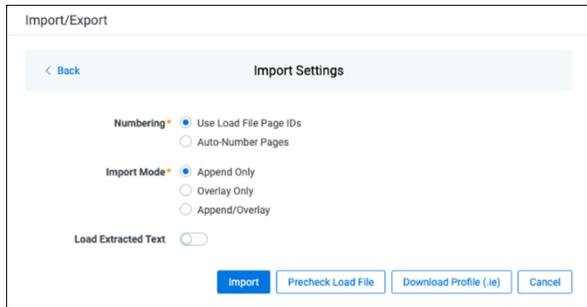 Import/Export
< Back
Import Settings
Numbering* Use Load File Page IDs
Auto-Number Pages
Import Mode* Append Only
Overlay Only
Append/Overlay
Load Extracted Text
Import Precheck Load File Download Profile (.ie) Cancel